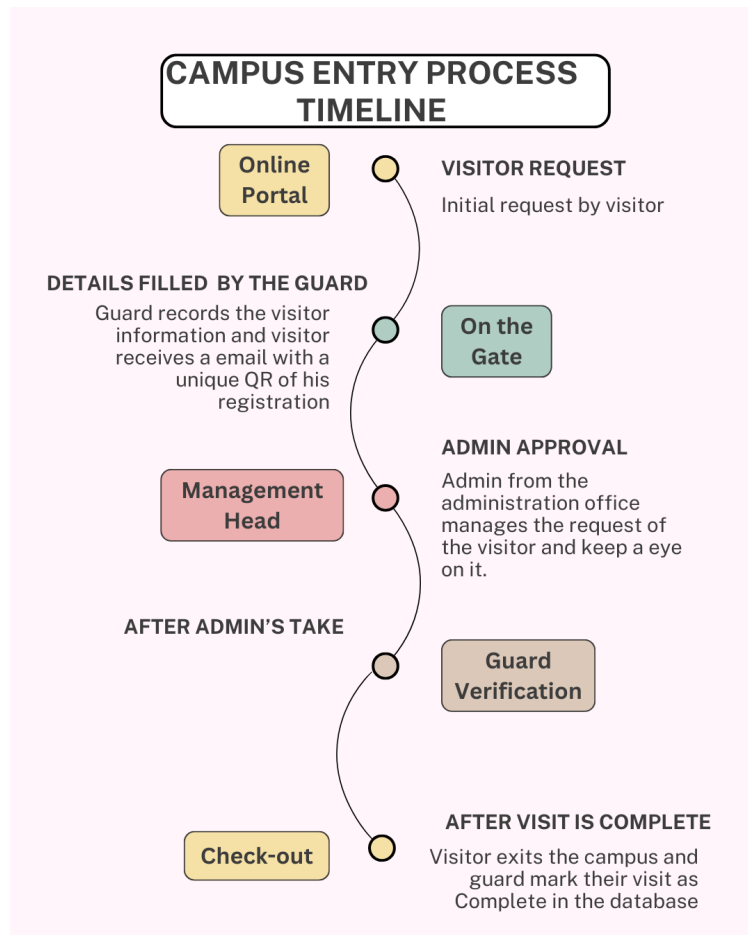 CAMPUS ENTRY PROCESS
TIMELINE
Online
Portal
VISITOR REQUEST
Initial request by visitor
DETAILS FILLED BY THE GUARD
Guard records the visitor
information and visitor
receives a email with a
unique QR of his
registration
On the
Gate
ADMIN APPROVAL
Admin from the
administration office
manages the request of
the visitor and keep a eye
on it.
Management
Head
AFTER ADMIN’S TAKE
Guard
Verification
AFTER VISIT IS COMPLETE
Visitor exits the campus and
guard mark their visit as
Complete in the database
Check-out